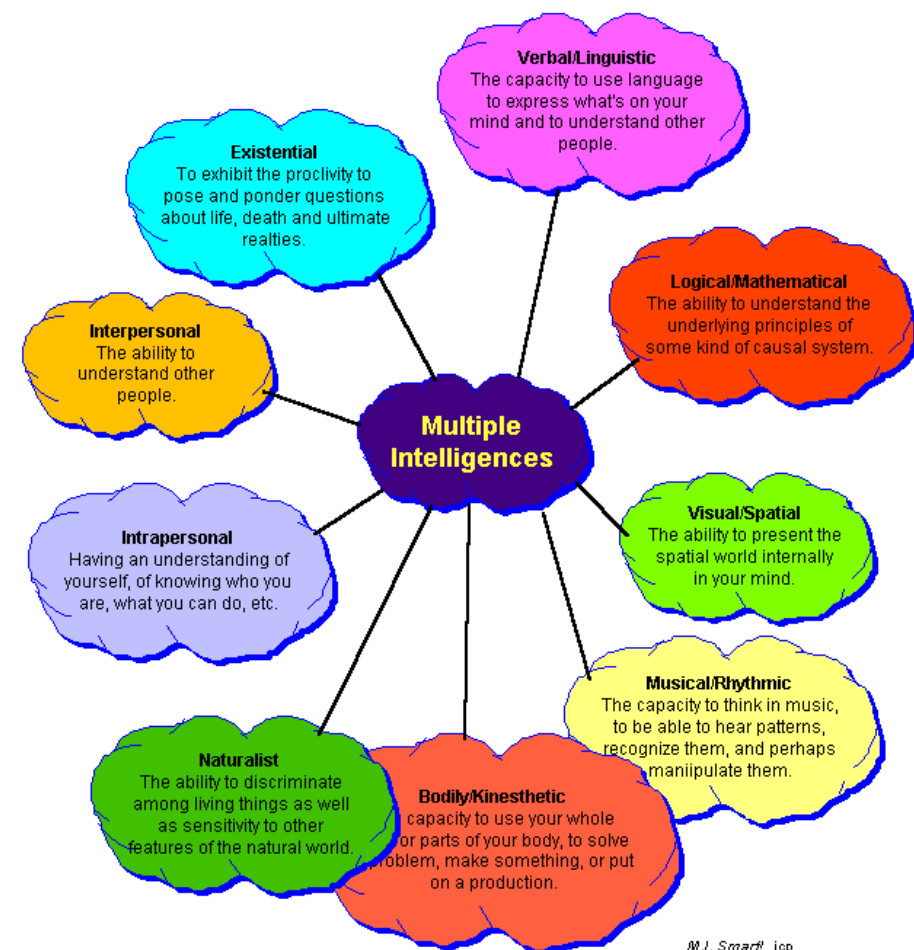 Verbal/Linguistic
The capacity to use language
to express what's on your
mind and to understand other
people.
Existential
To exhibit the proclivity to
pose and ponder questions
about life, death and ultimate
realties.
Logical/Mathematical
The ability to understand the
underlying principles of
some kind of causal system.
Interpersonal
The ability to
understand other
people.
Multiple
Intelligences
Visual/Spatial
The ability to present the
spatial world internally
in your mind.
Intrapersonal
Having an understanding of
yourself, of knowing who you
are, what you can do, etc.
Musical/Rhythmic
The capacity to think in music,
to be able to hear patterns,
recognize them, and perhaps
maniipulate them.
Naturalist
The ability to discriminate
among living things as well
as sensitivity to other
features of the natural world.
Bodily/Kinesthetic
capacity to use your whole
or parts of your body, to solve
problem, make something, or put
on a production.
M.I. Smart!